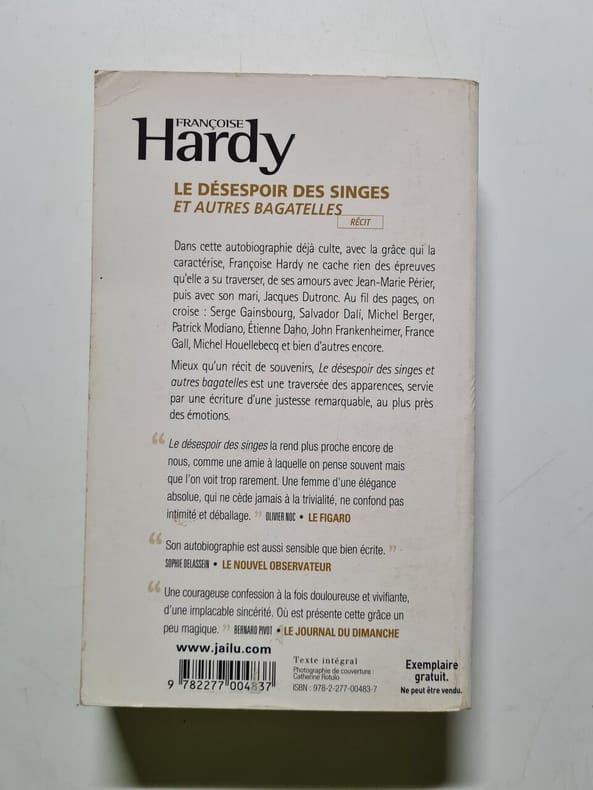 FRANÇOISE
Hardy
LE DÉSESPOIR DES SINGES
ET AUTRES BAGATELLES
RÉCIT
Dans cette autobiographie déjà culte, avec la grâce qui la
caractérise, Françoise Hardy ne cache rien des épreuves
qu'elle a su traverser, de ses amours avec Jean-Marie Périer,
puis avec son mari, Jacques Dutronc. Au fil des pages, on
croise : Serge Gainsbourg, Salvador Dalí, Michel Berger,
Patrick Modiano, Étienne Daho, John Frankenheimer, France
Gall, Michel Houellebecq et bien d'autres encore.
Mieux qu'un récit de souvenirs, Le désespoir des singes et
autres bagatelles est une traversée des apparences, servie
par une écriture d'une justesse remarquable, au plus près
des émotions.
“ Le désespoir des singes la rend plus proche encore de
nous, comme une amie à laquelle on pense souvent mais
que l'on voit trop rarement. Une femme d'une élégance
absolue, qui ne cède jamais à la trivialité, ne confond pas
intimité et déballage. ” OLIVIER NOC • LE FIGARO
“ Son autobiographie est aussi sensible que bien écrite. ”
SOPHIE DELASSEIN • LE NOUVEL OBSERVATEUR
“ Une courageuse confession à la fois douloureuse et vivifiante,
d'une implacable sincérité. Où est présente cette grâce un
peu magique. ” BERNARD PIVOT • LE JOURNAL DU DIMANCHE
www.jailu.com
9 782277 004837
Texte intégral
Photographie de couverture :
Catherine Rotulo
ISBN : 978-2-277-00483-7
Exemplaire
gratuit.
Ne peut être vendu.